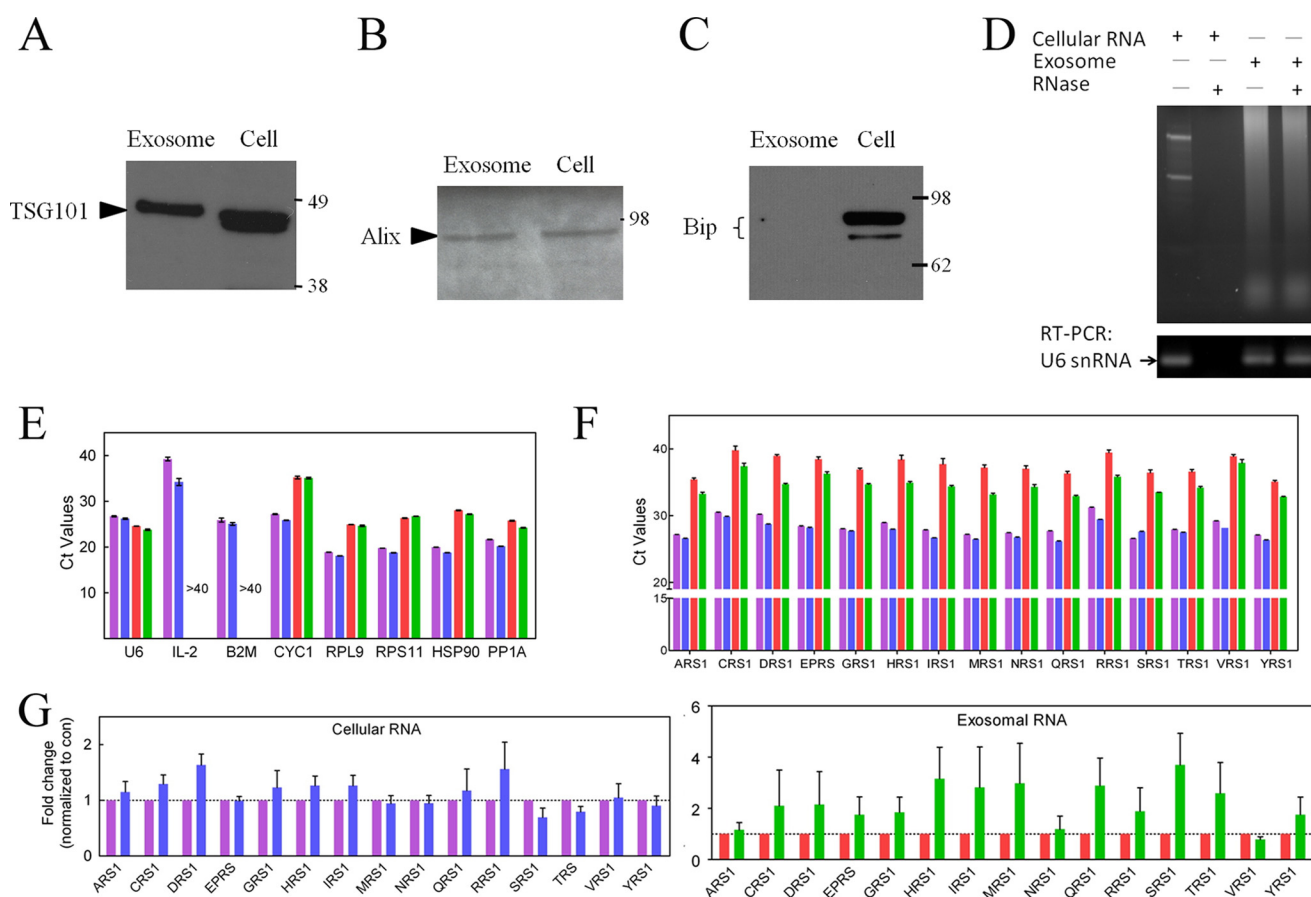 A
Exosome Cell
TSG101
49
38
B
Exosome Cell
Alix
98
C
Exosome Cell
Bip {
98
62
D
Cellular RNA + + — —
Exosome — — + +
RNase — + — +
RT-PCR:
U6 snRNA
E
Ct Values
40
30
20
10
>40
>40
U6 IL-2 B2M CYC1 RPL9 RPS11 HSP90 PP1A
F
Ct Values
40
30
20
15
0
ARS1 CRS1 DRS1 EPRS GRS1 HRS1 IRS1 MRS1 NRS1 QRS1 RRS1 SRS1 TRS1 VRS1 YRS1
G
Fold change
(normalized to con)
Cellular RNA
2
1
0
ARS1 CRS1 DRS1 EPRS GRS1 HRS1 IRS1 MRS1 NRS1 QRS1 RRS1 SRS1 TRS VRS1 YRS1
Exosomal RNA
6
4
2
0
ARS1 CRS1 DRS1 EPRS GRS1 HRS1 IRS1 MRS1 NRS1 QRS1 RRS1 SRS1 TRS1 VRS1 YRS1